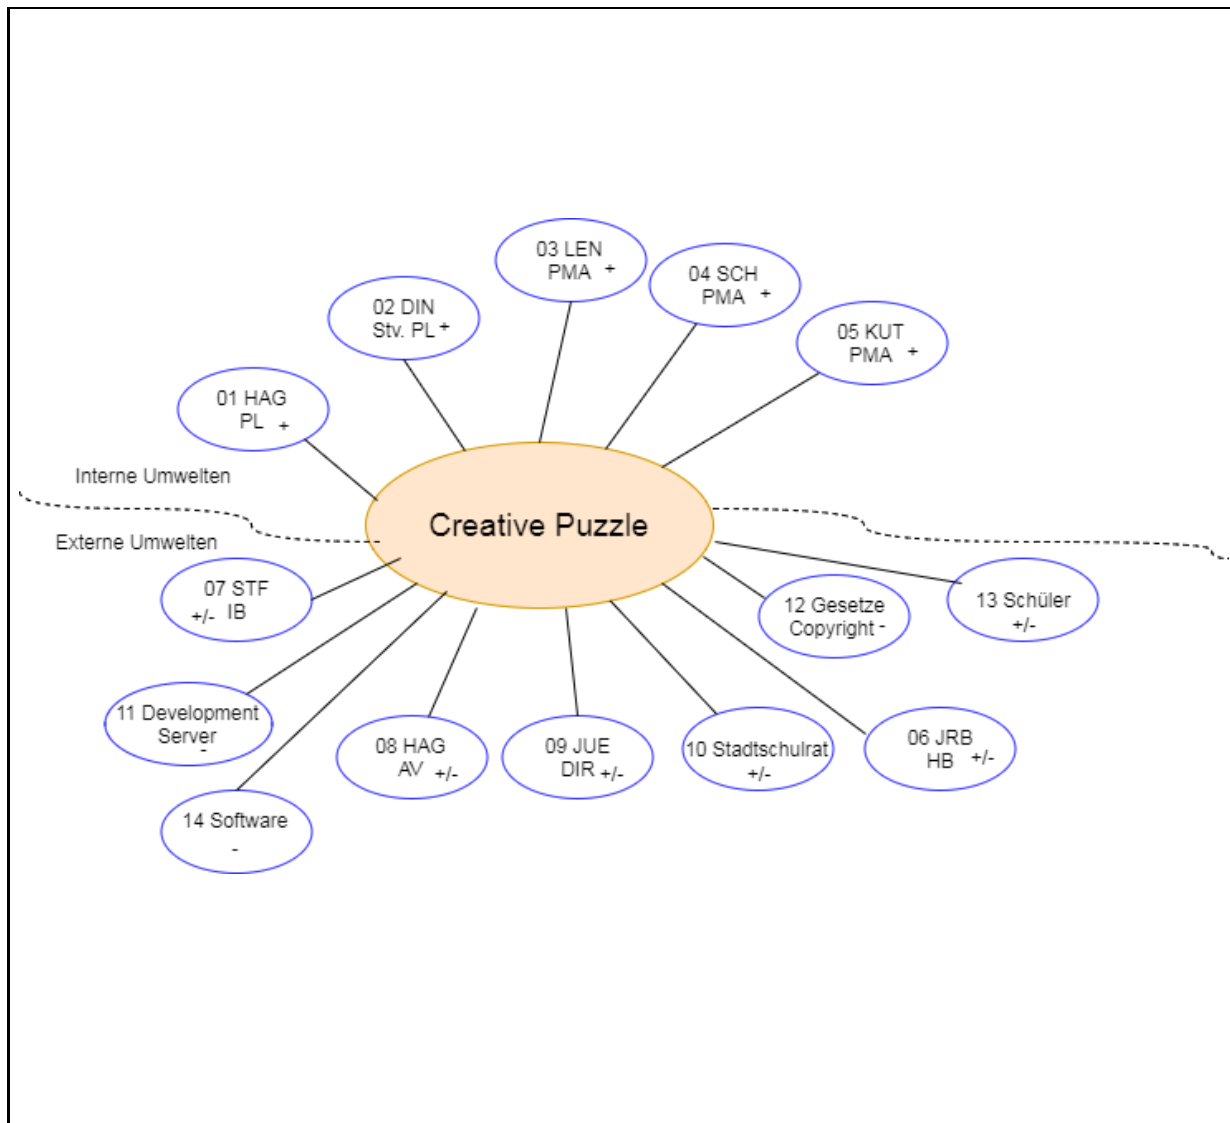 03 LEN
PMA +
04 SCH
PMA +
02 DIN
Stv. PL +
05 KUT
PMA +
01 HAG
PL +
Interne Umwelten
Creative Puzzle
Externe Umwelten
07 STF
+/- IB
12 Gesetze
Copyright -
13 Schüler
+/-
11 Development
Server
-
08 HAG
AV +/-
09 JUE
DIR +/-
10 Stadtschulrat
+/-
06 JRB
HB +/-
14 Software
-